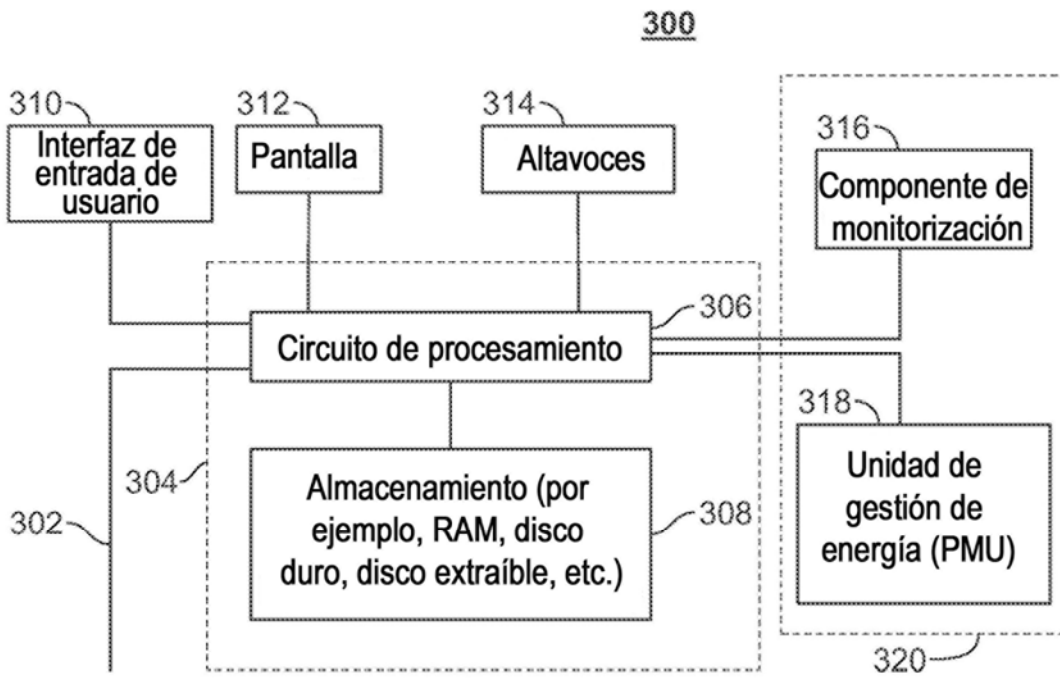 300
310
Interfaz de
entrada de
usuario
312
Pantalla
314
Altavoces
316
Componente de
monitorización
306
Circuito de procesamiento
318
Unidad de
gestión de
energía (PMU)
304
302
Almacenamiento (por
ejemplo, RAM, disco
duro, disco extraíble, etc.)
308
320